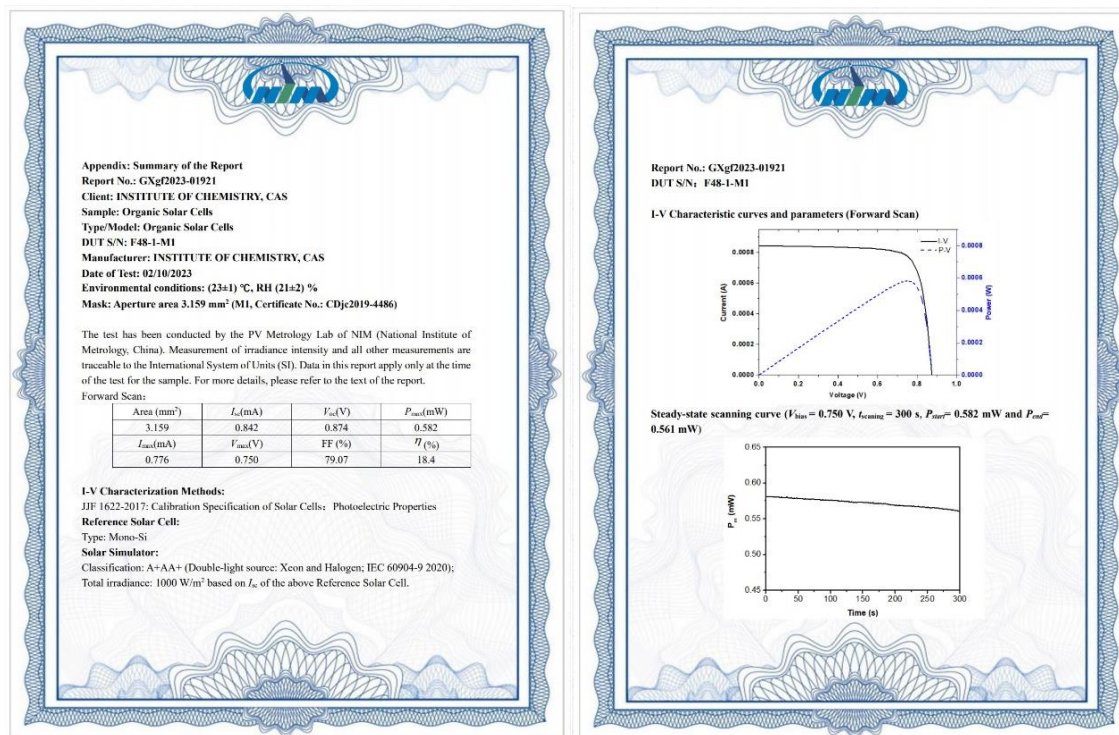 NIM
Appendix: Summary of the Report
Report No.: GXgf2023-01921
Client: INSTITUTE OF CHEMISTRY, CAS
Sample: Organic Solar Cells
Type/Model: Organic Solar Cells
DUT S/N: F48-1-M1
Manufacturer: INSTITUTE OF CHEMISTRY, CAS
Date of Test: 02/10/2023
Environmental conditions: (23±1) ℃, RH (21±2) %
Mask: Aperture area 3.159 mm² (M1, Certificate No.: CDjc2019-4486)
The test has been conducted by the PV Metrology Lab of NIM (National Institute of
Metrology, China). Measurement of irradiance intensity and all other measurements are
traceable to the International System of Units (SI). Data in this report apply only at the time
of the test for the sample. For more details, please refer to the text of the report.
Forward Scan:
Area (mm²) Isc(mA) Voc(V) Pmax(mW)
3.159 0.842 0.874 0.582
Imax(mA) Vmax(V) FF (%) η (%)
0.776 0.750 79.07 18.4
I-V Characterization Methods:
JJF 1622-2017: Calibration Specification of Solar Cells: Photoelectric Properties
Reference Solar Cell:
Type: Mono-Si
Solar Simulator:
Classification: A+AA+ (Double-light source: Xeon and Halogen; IEC 60904-9 2020);
Total irradiance: 1000 W/m² based on Isc of the above Reference Solar Cell.
NIM
Report No.: GXgf2023-01921
DUT S/N: F48-1-M1
I-V Characteristic curves and parameters (Forward Scan)
I-V
P-V
Current (A)
0.0008
0.0006
0.0004
0.0002
0.0000
Power (W)
0.0008
0.0006
0.0004
0.0002
0.0000
0.0 0.2 0.4 0.6 0.8 1.0
Voltage (V)
Steady-state scanning curve (Vbias = 0.750 V, tscaning = 300 s, Pstart= 0.582 mW and Pend=
0.561 mW)
Pm (mW)
0.65
0.60
0.55
0.50
0.45
0 50 100 150 200 250 300
Time (s)